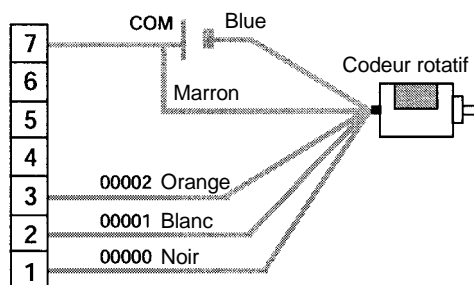 COM Blue
7
Codeur rotatif
6
Marron
5
4
3 00002 Orange
2 00001 Blanc
1 00000 Noir